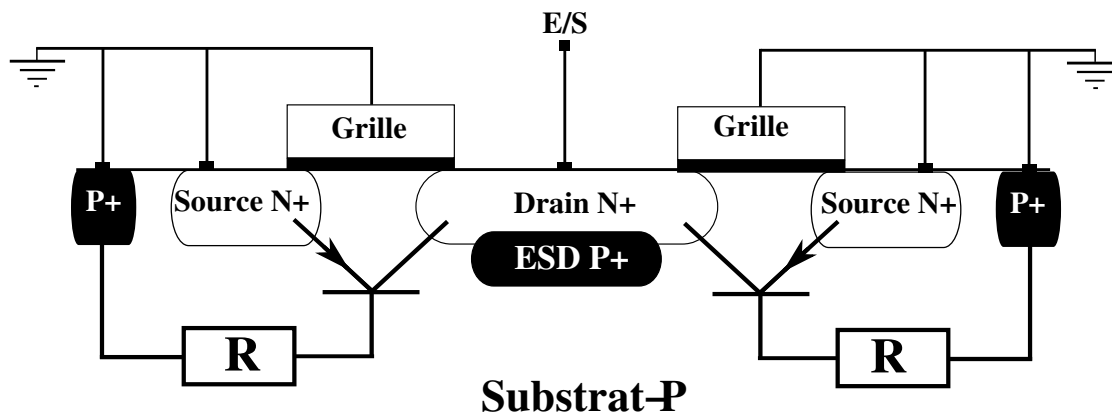 E/S
Grille
Grille
P+
Source N+
Drain N+
Source N+
P+
ESD P+
R
R
Substrat-P